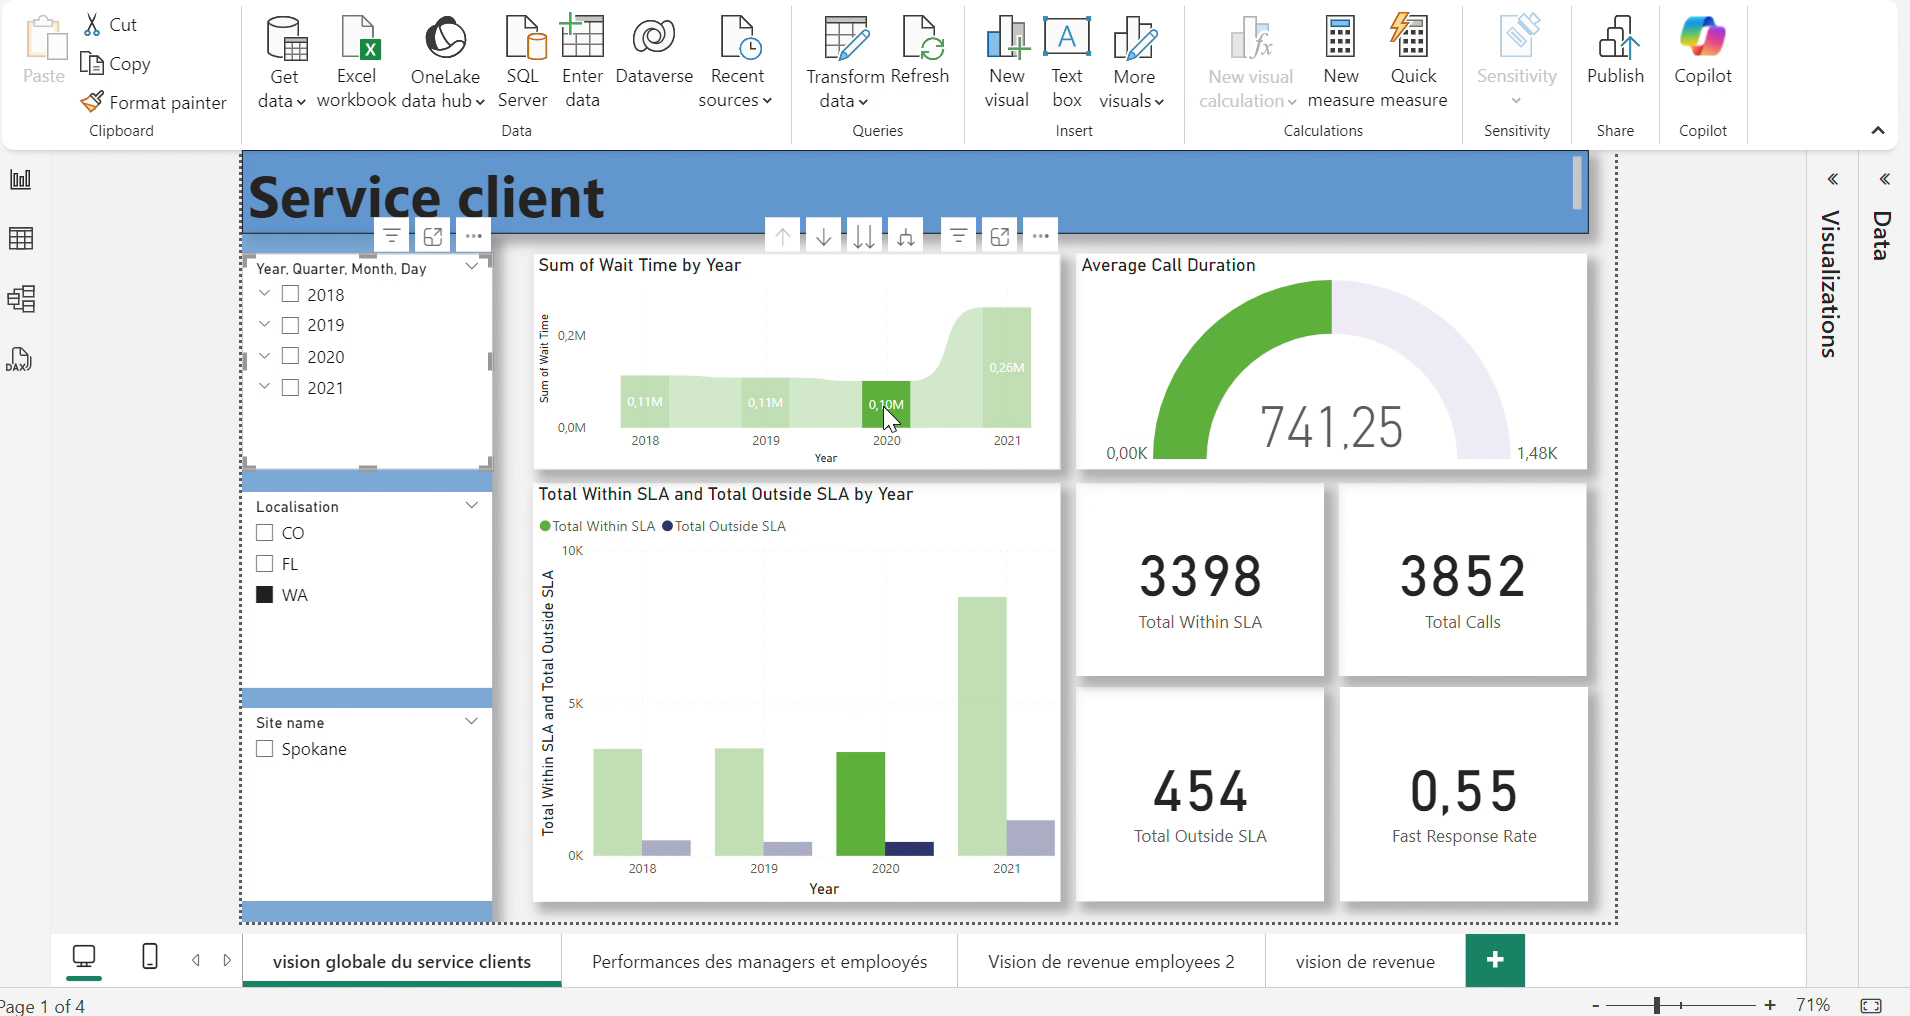 Paste
Cut
Copy
Format painter
Clipboard
Get data
Excel workbook
OneLake data hub
SQL Server
Enter data
Dataverse
Recent sources
Data
Transform data
Refresh
Queries
New visual
Text box
More visuals
Insert
New visual calculation
New measure
Quick measure
Calculations
Sensitivity
Sensitivity
Publish
Share
Copilot
Copilot
Service client
Year, Quarter, Month, Day
2018
2019
2020
2021
Localisation
CO
FL
WA
Site name
Spokane
Sum of Wait Time by Year
Sum of Wait Time
0,2M
0,0M
0,11M
0,11M
0,10M
0,26M
2018
2019
2020
2021
Year
Average Call Duration
741,25
0,00K
1,48K
Total Within SLA and Total Outside SLA by Year
Total Within SLA
Total Outside SLA
Total Within SLA and Total Outside SLA
10K
5K
0K
2018
2019
2020
2021
Year
3398
Total Within SLA
3852
Total Calls
454
Total Outside SLA
0,55
Fast Response Rate
Visualizations
Data
vision globale du service clients
Performances des managers et emplooyés
Vision de revenue employees 2
vision de revenue
Page 1 of 4
71%